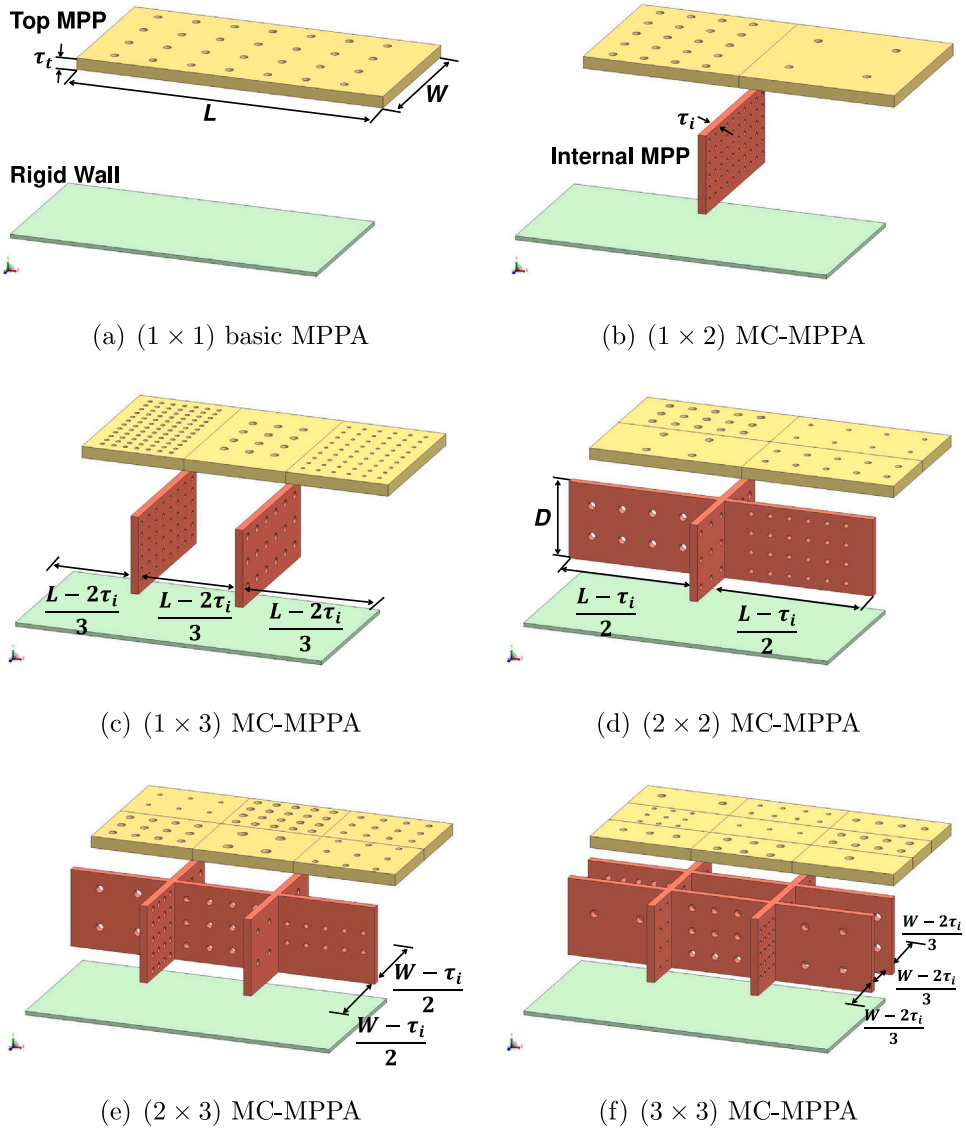 Top MPP
τt
L
W
Rigid Wall
(a) (1 × 1) basic MPPA
τi
Internal MPP
(b) (1 × 2) MC-MPPA
L − 2τi
3
L − 2τi
3
L − 2τi
3
(c) (1 × 3) MC-MPPA
D
L − τi
2
L − τi
2
(d) (2 × 2) MC-MPPA
W − τi
2
W − τi
2
(e) (2 × 3) MC-MPPA
W − 2τi
3
W − 2τi
3
W − 2τi
3
(f) (3 × 3) MC-MPPA